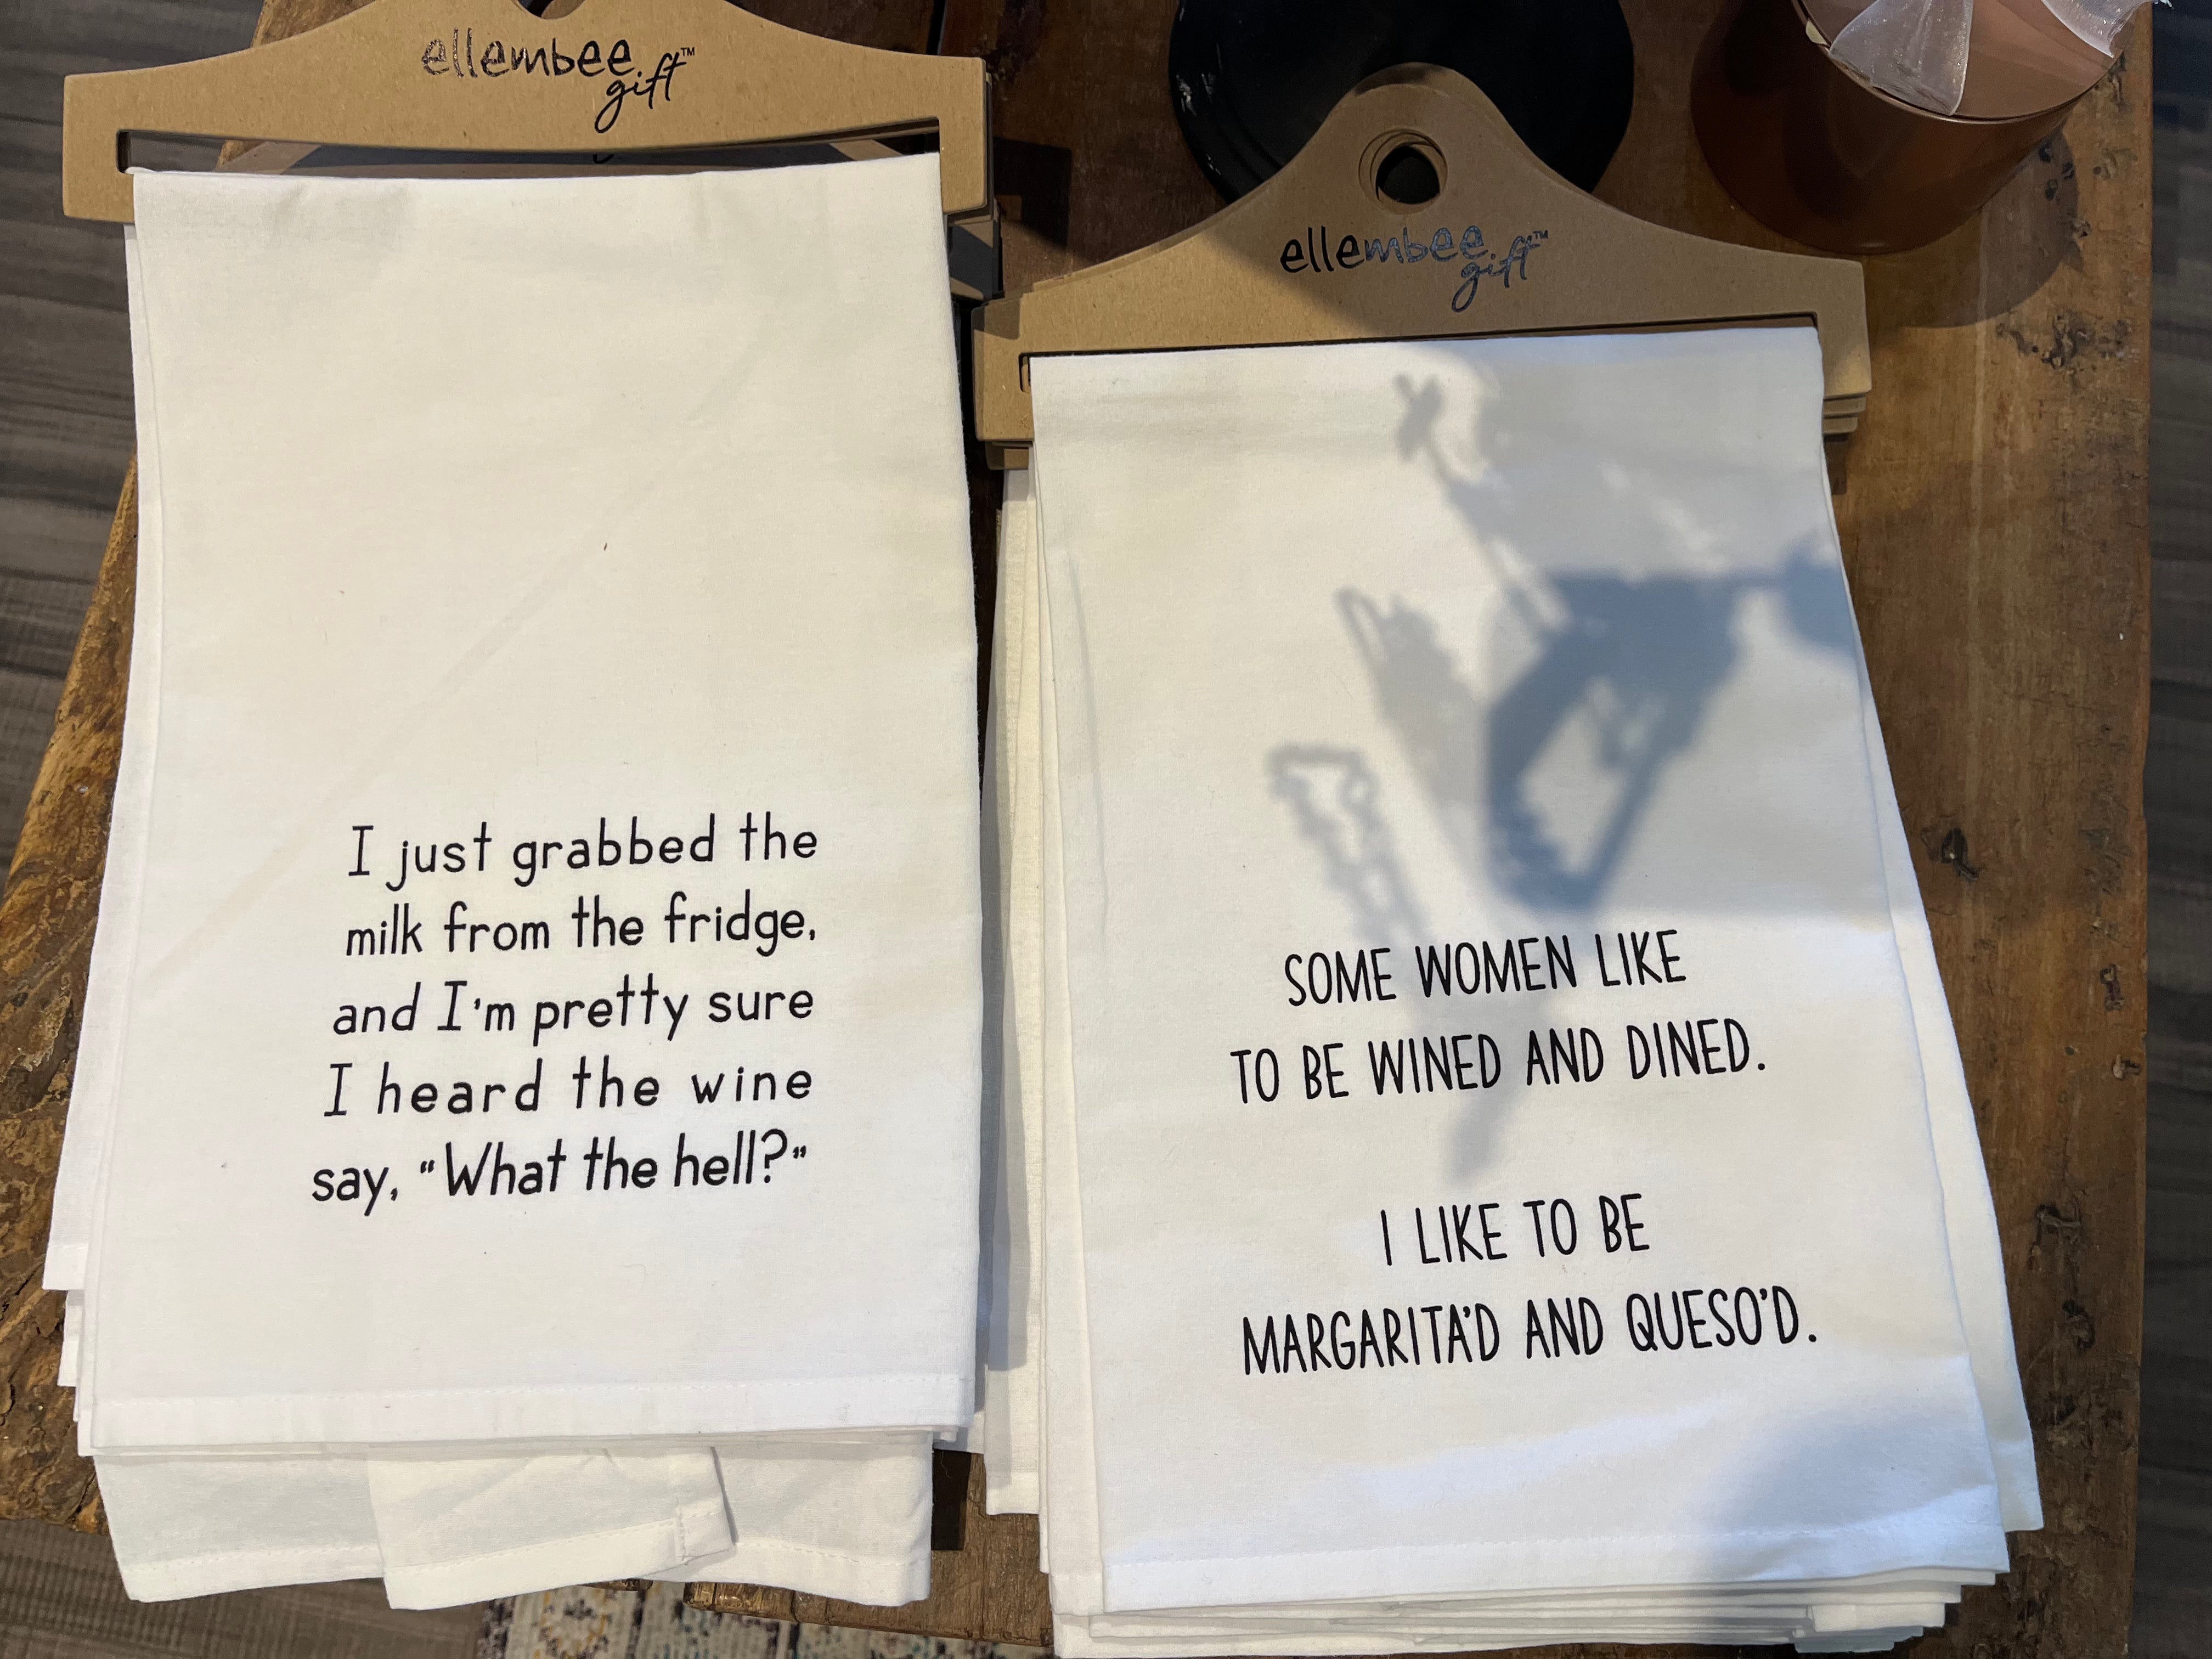 ellembee
gift™
I just grabbed the
milk from the fridge,
and I'm pretty sure
I heard the wine
say, "What the hell?"
ellembee
gift™
SOME WOMEN LIKE
TO BE WINED AND DINED.
I LIKE TO BE
MARGARITA'D AND QUESO'D.